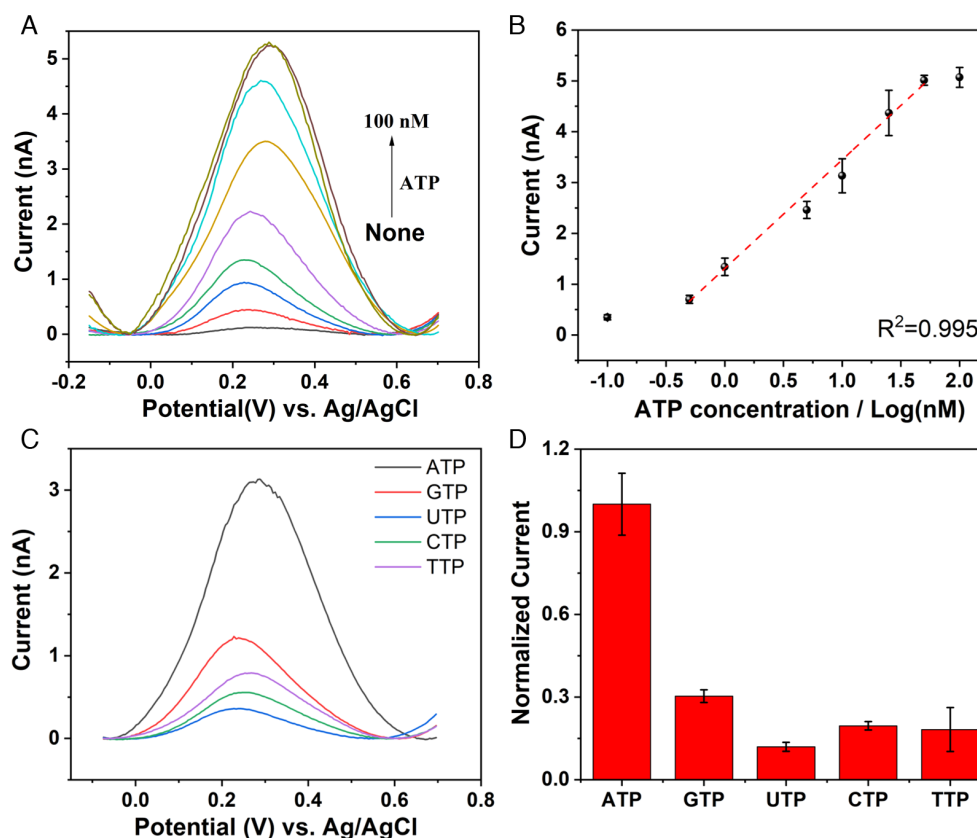 A
Current (nA)
5
4
3
2
1
0
-0.2
0.0
0.2
0.4
0.6
0.8
Potential(V) vs. Ag/AgCl
100 nM
ATP
None
B
Current (nA)
6
5
4
3
2
1
0
-1.0
-0.5
0.0
0.5
1.0
1.5
2.0
ATP concentration / Log(nM)
R²=0.995
C
Current (nA)
3
2
1
0
0.0
0.2
0.4
0.6
0.8
Potential (V) vs. Ag/AgCl
ATP
GTP
UTP
CTP
TTP
D
Normalized Current
1.2
0.9
0.6
0.3
0.0
ATP
GTP
UTP
CTP
TTP